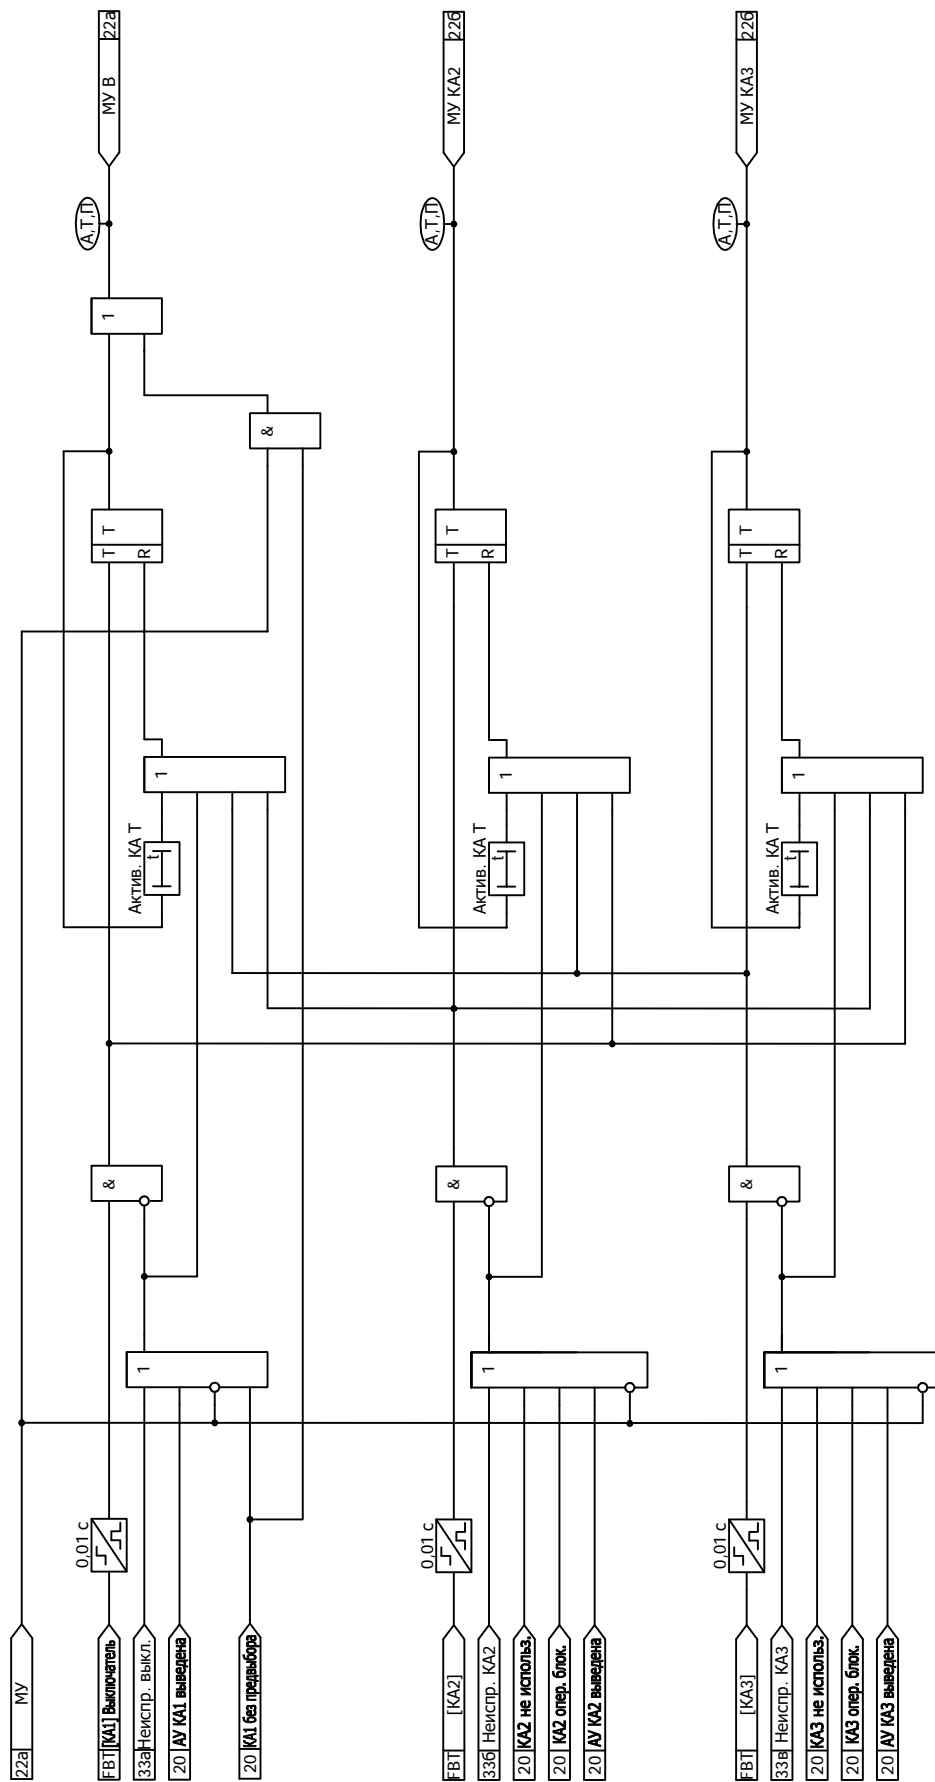 22а МУ
FBT [КА1] Выключатель
33а Неиспр. выкл.
20 АУ КА1 выведена
20 КА1 без предвыбора
0,01 с
1
&
Актив. КА Т
t
1
T T
R
&
1
А,Т,П
МУ В 22а
FBT [КА2]
33б Неиспр. КА2
20 КА2 не использ.
20 КА2 опер. блок.
20 АУ КА2 выведена
0,01 с
1
&
Актив. КА Т
t
1
T T
R
А,Т,П
МУ КА2 22б
FBT [КА3]
33в Неиспр. КА3
20 КА3 не использ.
20 КА3 опер. блок.
20 АУ КА3 выведена
0,01 с
1
&
Актив. КА Т
t
1
T T
R
А,Т,П
МУ КА3 22б